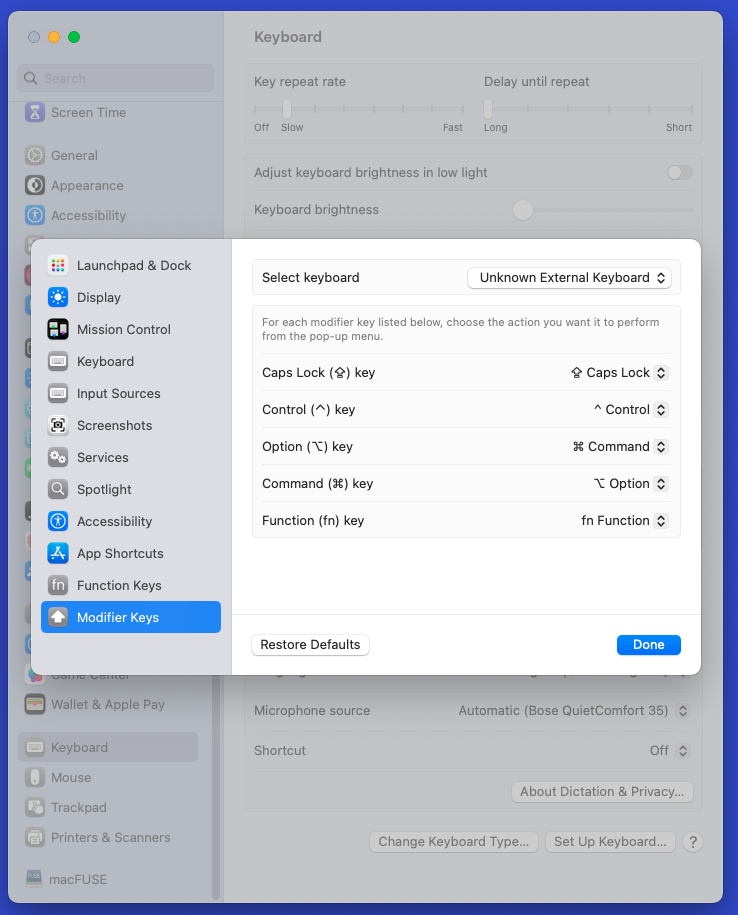 Keyboard
Search
Screen Time
General
Appearance
Accessibility
Key repeat rate
Delay until repeat
Off
Slow
Fast
Long
Short
Adjust keyboard brightness in low light
Keyboard brightness
Launchpad & Dock
Display
Mission Control
Keyboard
Input Sources
Screenshots
Services
Spotlight
Accessibility
App Shortcuts
fn Function Keys
Modifier Keys
Select keyboard
Unknown External Keyboard
For each modifier key listed below, choose the action you want it to perform
from the pop-up menu.
Caps Lock (⇪) key
⇪ Caps Lock
Control (^) key
^ Control
Option (⌥) key
⌘ Command
Command (⌘) key
⌥ Option
Function (fn) key
fn Function
Restore Defaults
Done
Game Center
Wallet & Apple Pay
Keyboard
Mouse
Trackpad
Printers & Scanners
macFUSE
Microphone source
Automatic (Bose QuietComfort 35)
Shortcut
Off
About Dictation & Privacy...
Change Keyboard Type...
Set Up Keyboard...
?